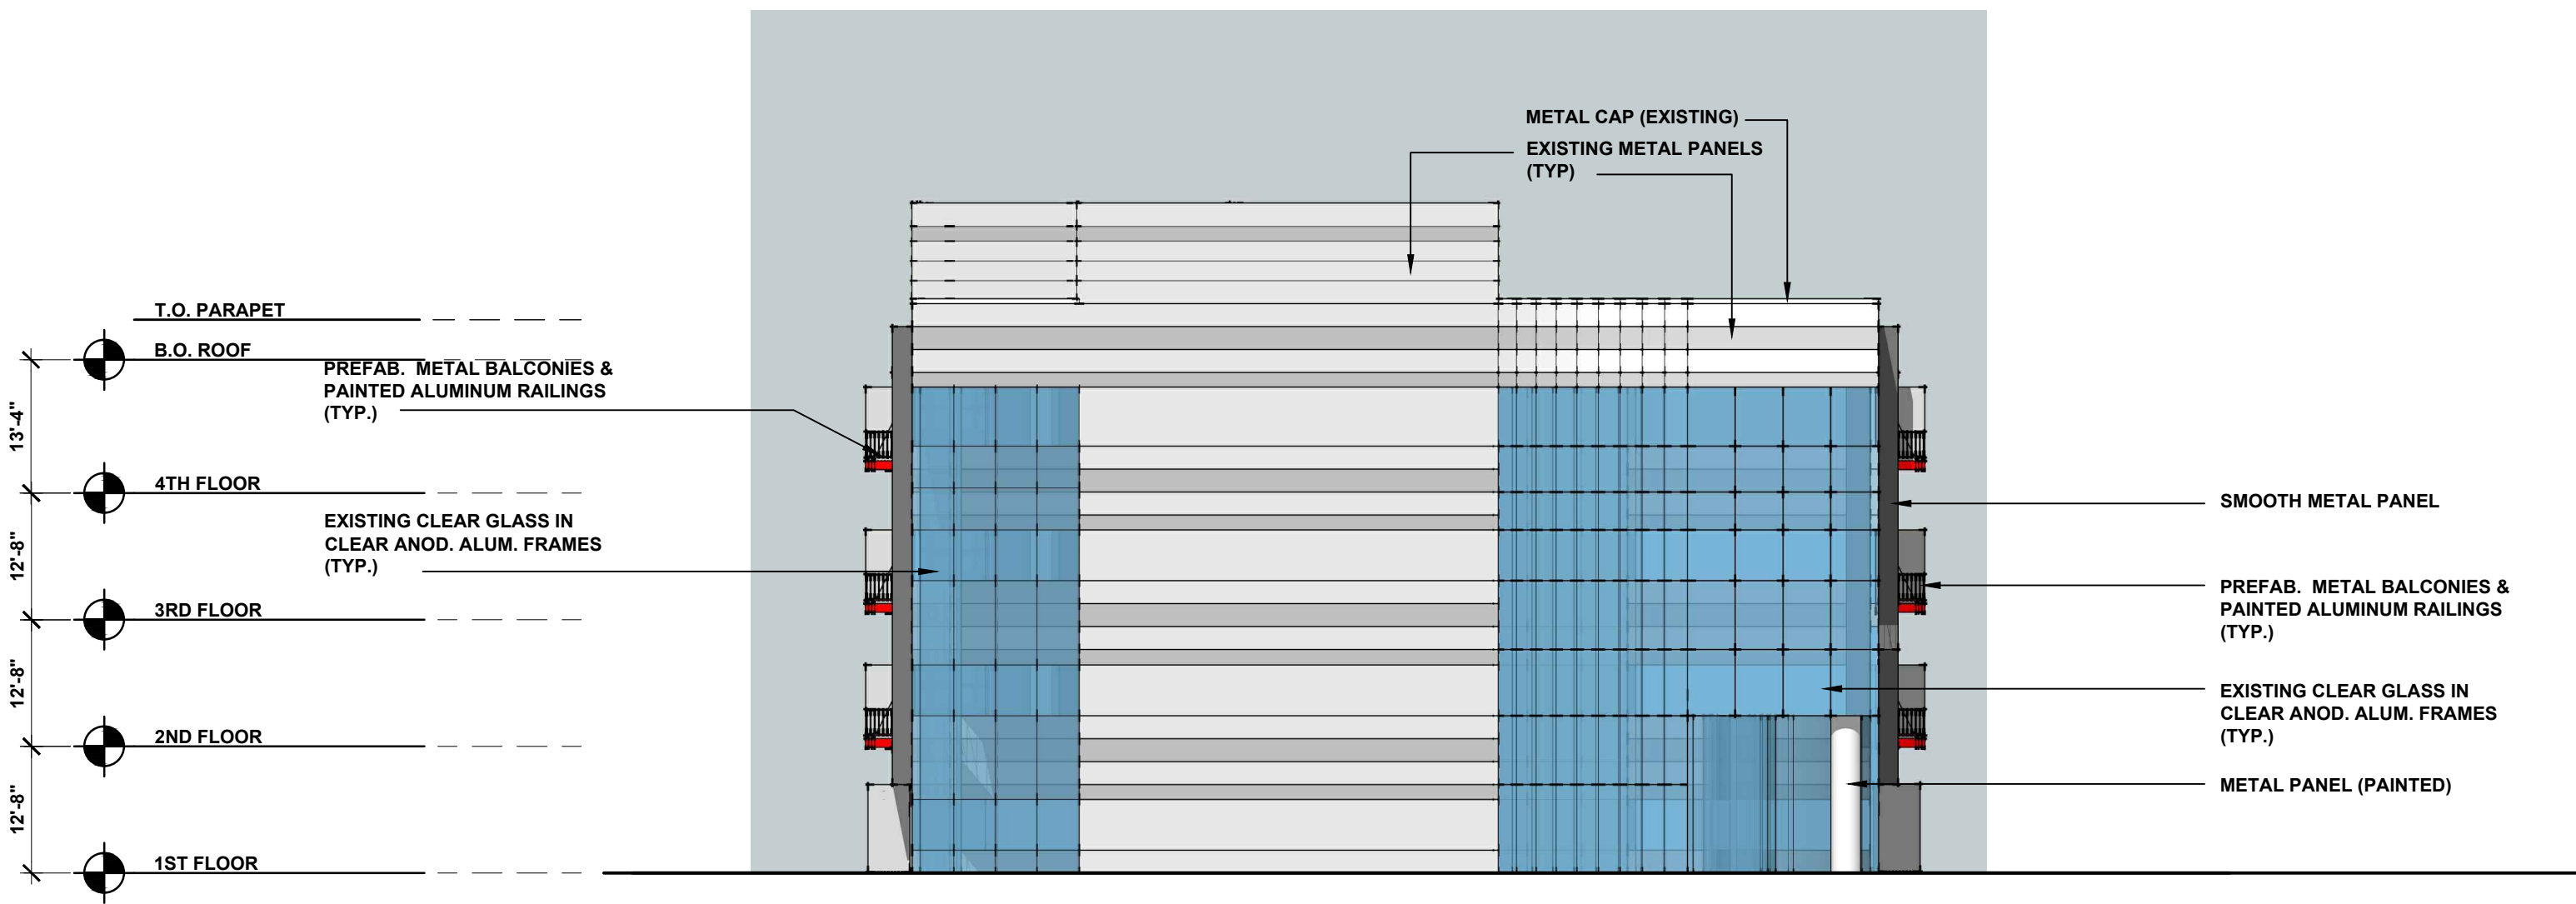 METAL CAP (EXISTING)
EXISTING METAL PANELS
(TYP)
T.O. PARAPET
B.O. ROOF
PREFAB. METAL BALCONIES &
PAINTED ALUMINUM RAILINGS
(TYP.)
13'-4"
4TH FLOOR
EXISTING CLEAR GLASS IN
CLEAR ANOD. ALUM. FRAMES
(TYP.)
12'-8"
3RD FLOOR
12'-8"
2ND FLOOR
12'-8"
1ST FLOOR
SMOOTH METAL PANEL
PREFAB. METAL BALCONIES &
PAINTED ALUMINUM RAILINGS
(TYP.)
EXISTING CLEAR GLASS IN
CLEAR ANOD. ALUM. FRAMES
(TYP.)
METAL PANEL (PAINTED)